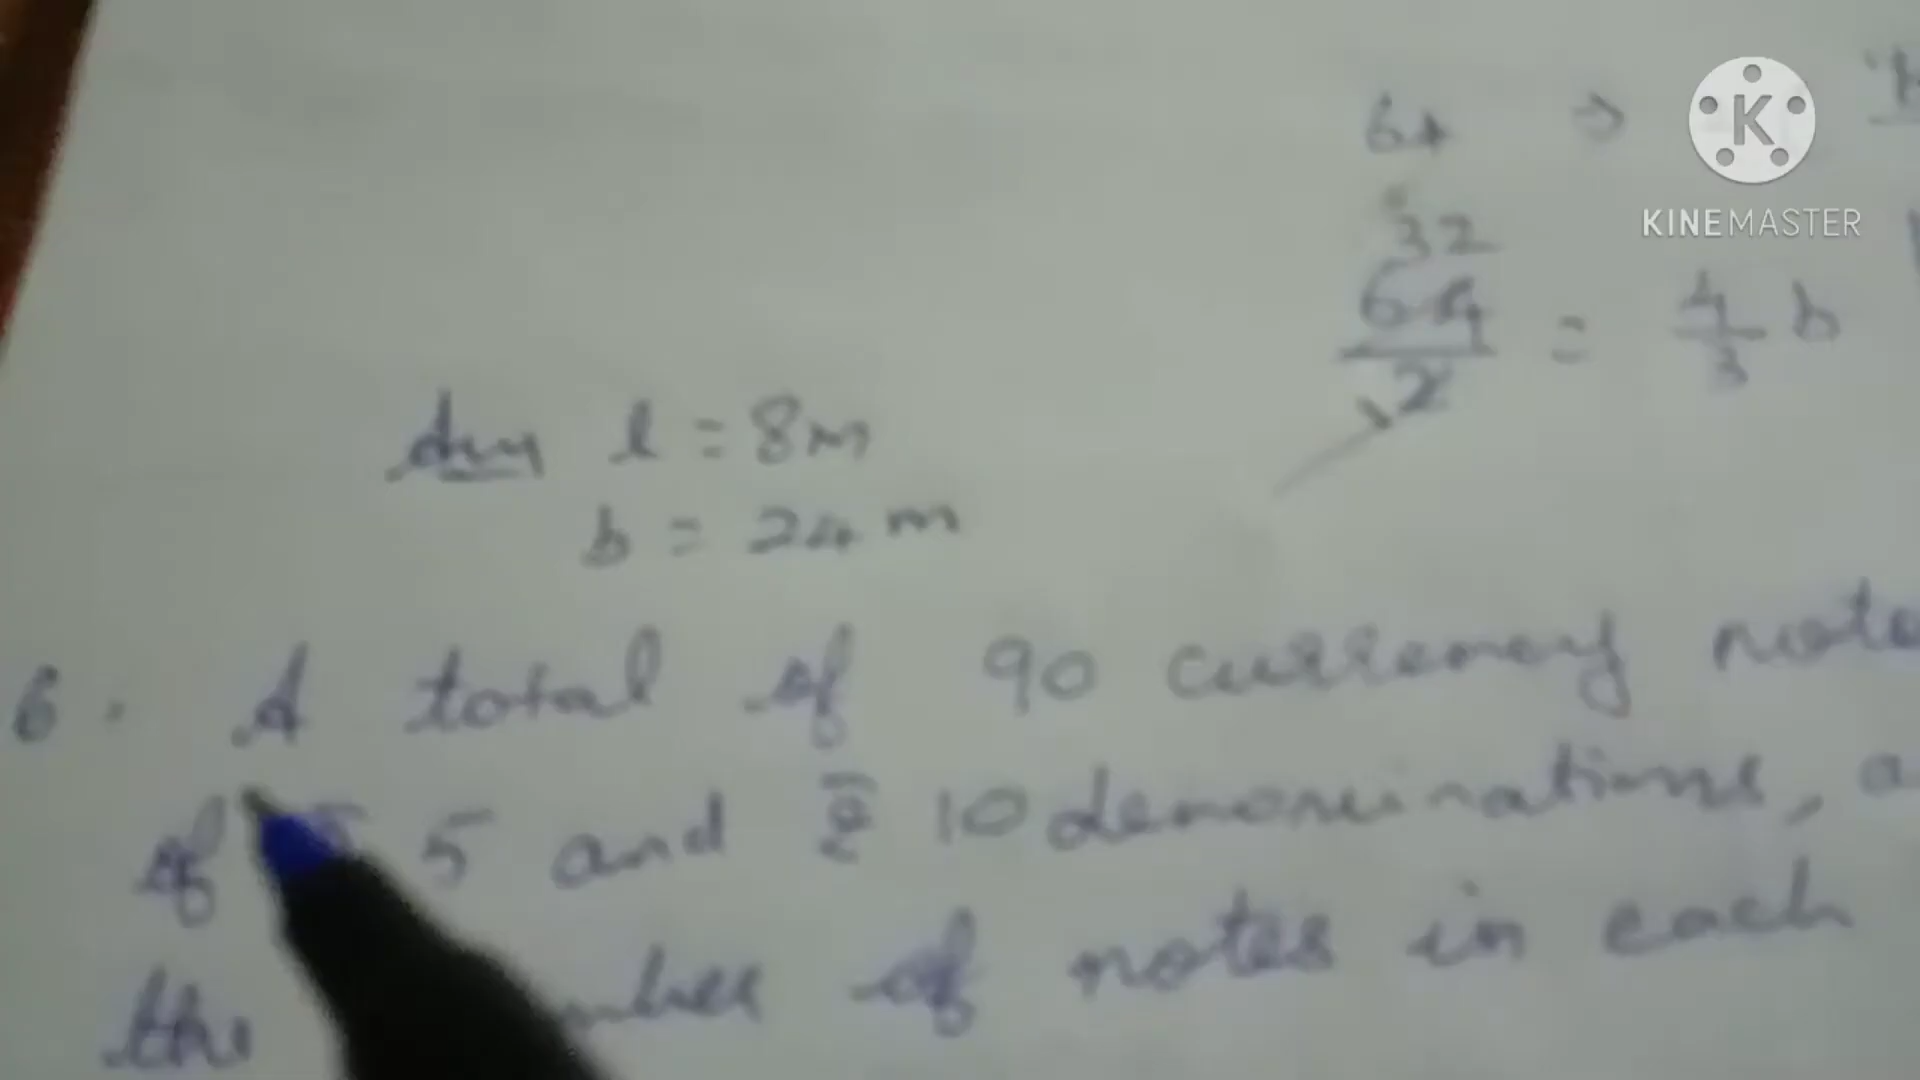 64 ⇒
32
64/2 = 4/3 b
Ans l = 8m
b = 24 m
KINEMASTER
6. A total of 90 currency note
of 5 and ₹ 10 denominations, a
the of notes in each